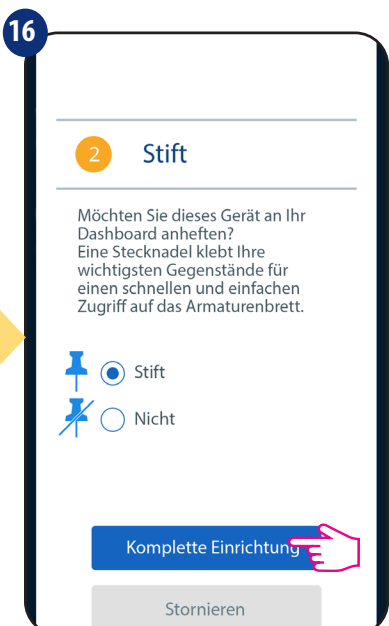 16
2 Stift
Möchten Sie dieses Gerät an Ihr
Dashboard anheften?
Eine Stecknadel klebt Ihre
wichtigsten Gegenstände für
einen schnellen und einfachen
Zugriff auf das Armaturenbrett.
Stift
Nicht
Komplette Einrichtung
Stornieren